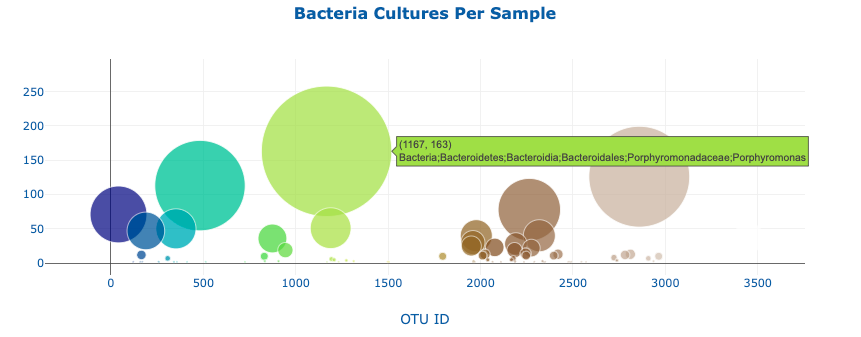 Bacteria Cultures Per Sample
250
200
(1167, 163)
Bacteria;Bacteroidetes;Bacteroidia;Bacteroidales;Porphyromonadaceae;Porphyromonas
150
100
50
0
0 500 1000 1500 2000 2500 3000 3500
OTU ID